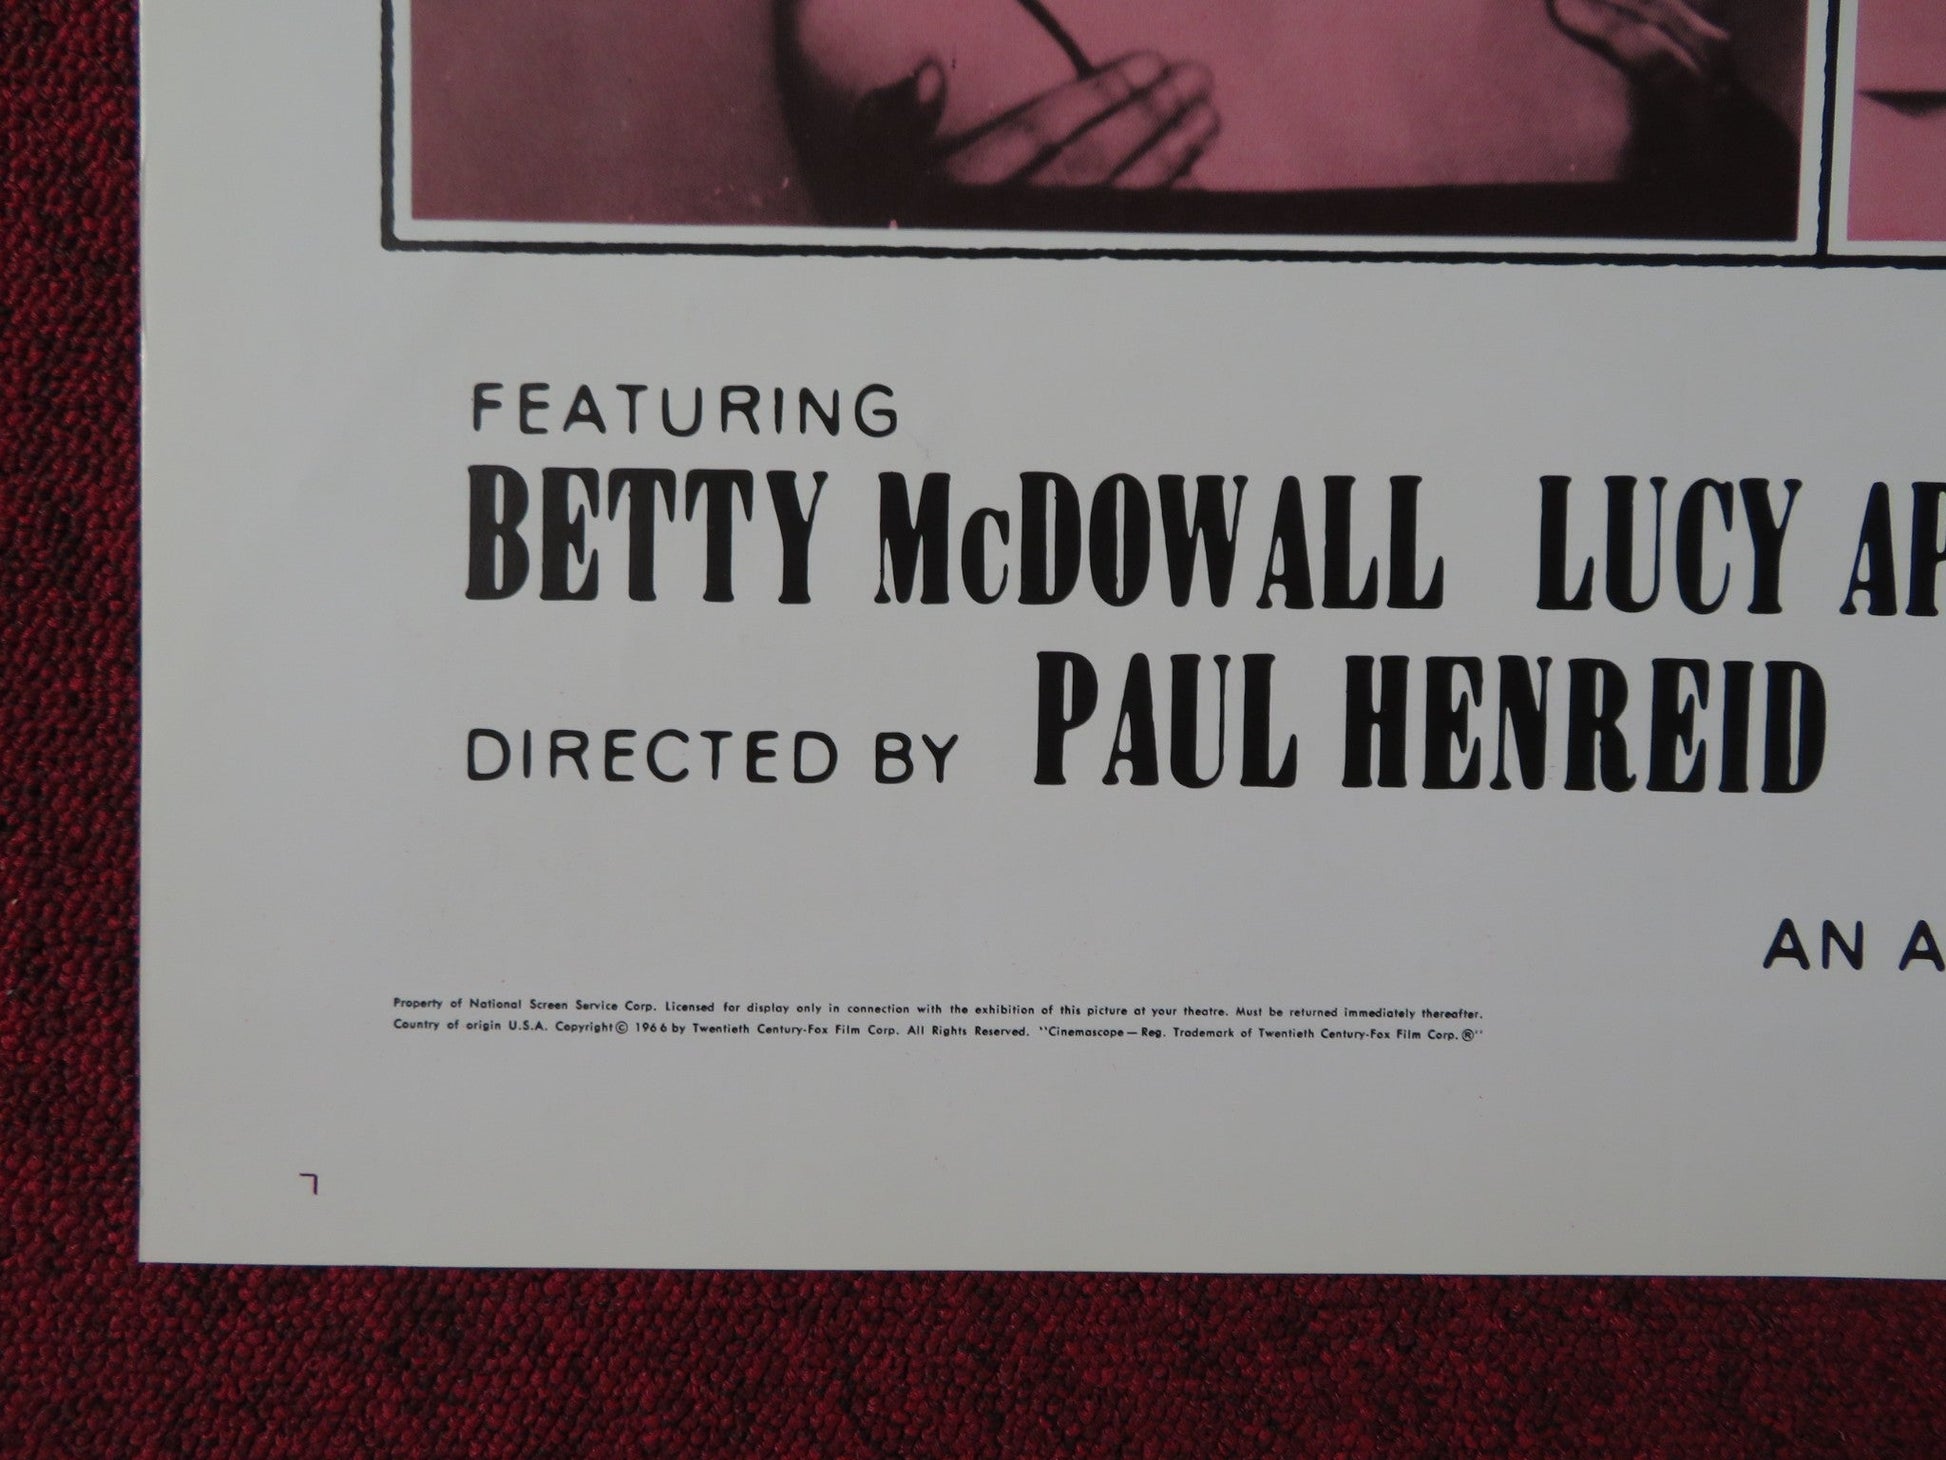 FEATURING
BETTY McDOWALL LUCY AP
DIRECTED BY PAUL HENREID
AN A
Property of National Screen Service Corp. Licensed for display only in connection with the exhibition of this picture at your theatre. Must be returned immediately thereafter.
Country of origin U.S.A. Copyright © 1966 by Twentieth Century-Fox Film Corp. All Rights Reserved. "Cinemascope — Reg. Trademark of Twentieth Century-Fox Film Corp. ®"